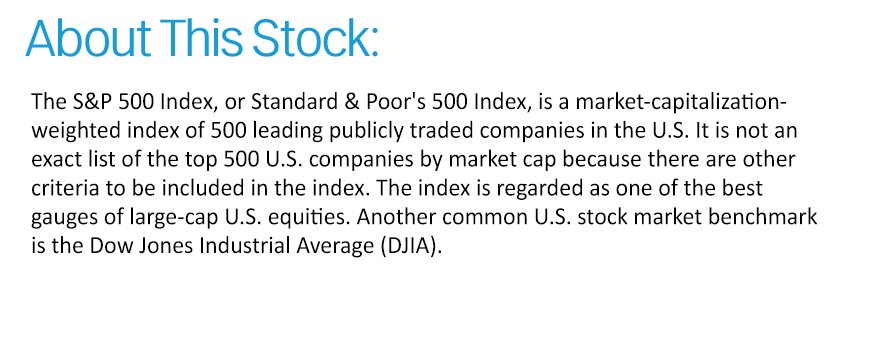 About This Stock:
The S&P 500 Index, or Standard & Poor's 500 Index, is a market-capitalization-
weighted index of 500 leading publicly traded companies in the U.S. It is not an
exact list of the top 500 U.S. companies by market cap because there are other
criteria to be included in the index. The index is regarded as one of the best
gauges of large-cap U.S. equities. Another common U.S. stock market benchmark
is the Dow Jones Industrial Average (DJIA).